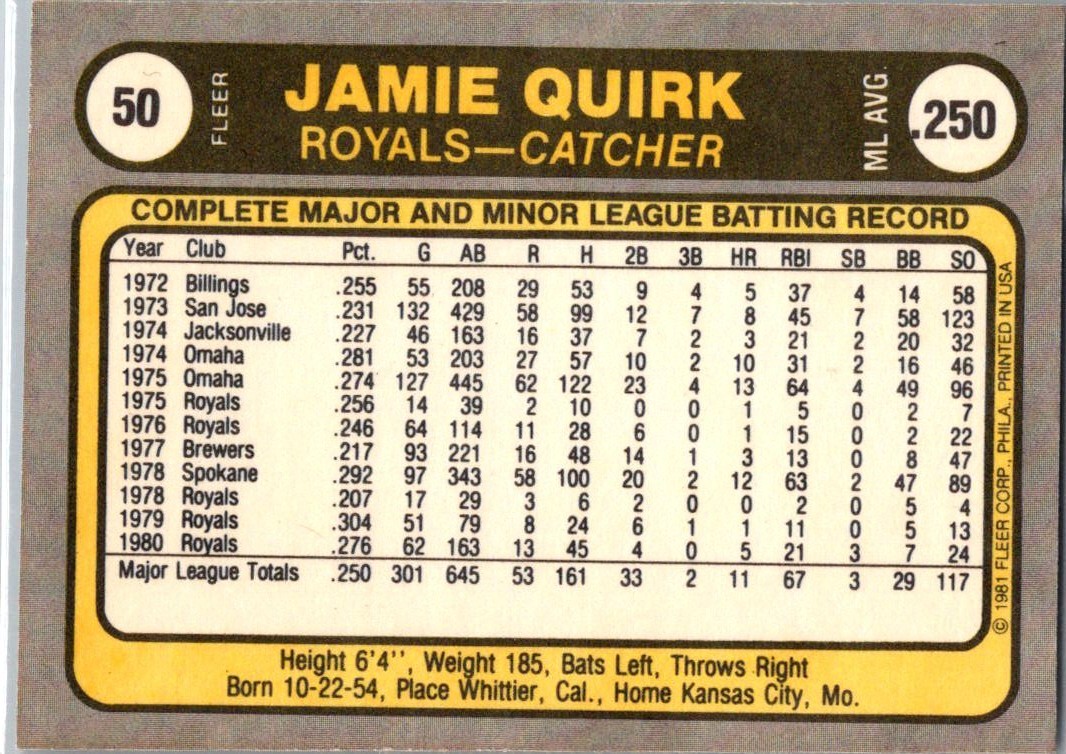 50 FLEER JAMIE QUIRK ML AVG. .250
ROYALS—CATCHER
COMPLETE MAJOR AND MINOR LEAGUE BATTING RECORD
Year Club Pct. G AB R H 2B 3B HR RBI SB BB SO
1972 Billings .255 55 208 29 53 9 4 5 37 4 14 58
1973 San Jose .231 132 429 58 99 12 7 8 45 7 58 123
1974 Jacksonville .227 46 163 16 37 7 2 3 21 2 20 32
1974 Omaha .281 53 203 27 57 10 2 10 31 2 16 46
1975 Omaha .274 127 445 62 122 23 4 13 64 4 49 96
1975 Royals .256 14 39 2 10 0 0 1 5 0 2 7
1976 Royals .246 64 114 11 28 6 0 1 15 0 2 22
1977 Brewers .217 93 221 16 48 14 1 3 13 0 8 47
1978 Spokane .292 97 343 58 100 20 2 12 63 2 47 89
1978 Royals .207 17 29 3 6 2 0 0 2 0 5 4
1979 Royals .304 51 79 8 24 6 1 1 11 0 5 13
1980 Royals .276 62 163 13 45 4 0 5 21 3 7 24
Major League Totals .250 301 645 53 161 33 2 11 67 3 29 117
© 1981 FLEER CORP., PHILA., PRINTED IN USA
Height 6'4'', Weight 185, Bats Left, Throws Right
Born 10-22-54, Place Whittier, Cal., Home Kansas City, Mo.